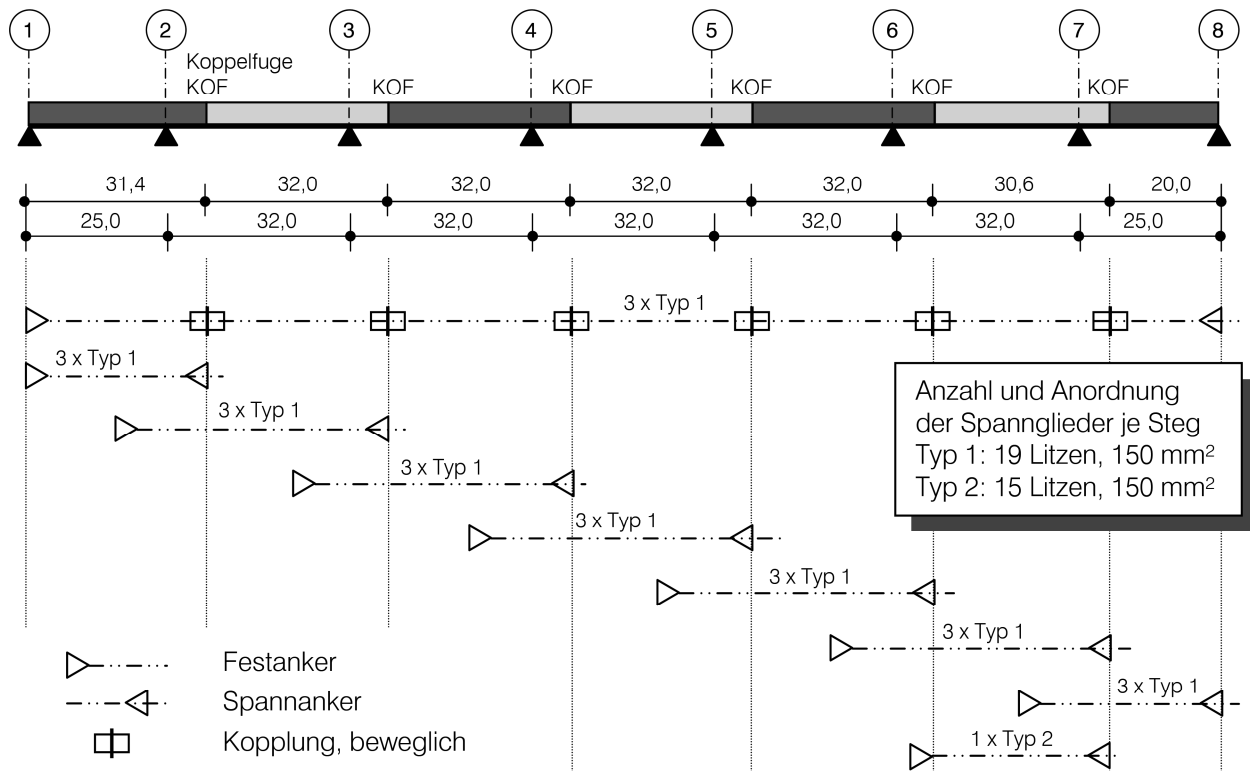 1 2 3 4 5 6 7 8
Koppelfuge
KOF KOF KOF KOF KOF KOF
31,4 32,0 32,0 32,0 32,0 30,6 20,0
25,0 32,0 32,0 32,0 32,0 32,0 25,0
3 x Typ 1
3 x Typ 1
3 x Typ 1
3 x Typ 1
3 x Typ 1
3 x Typ 1
3 x Typ 1
3 x Typ 1
1 x Typ 2
Anzahl und Anordnung
der Spannglieder je Steg
Typ 1: 19 Litzen, 150 mm²
Typ 2: 15 Litzen, 150 mm²
Festanker
Spannanker
Kopplung, beweglich